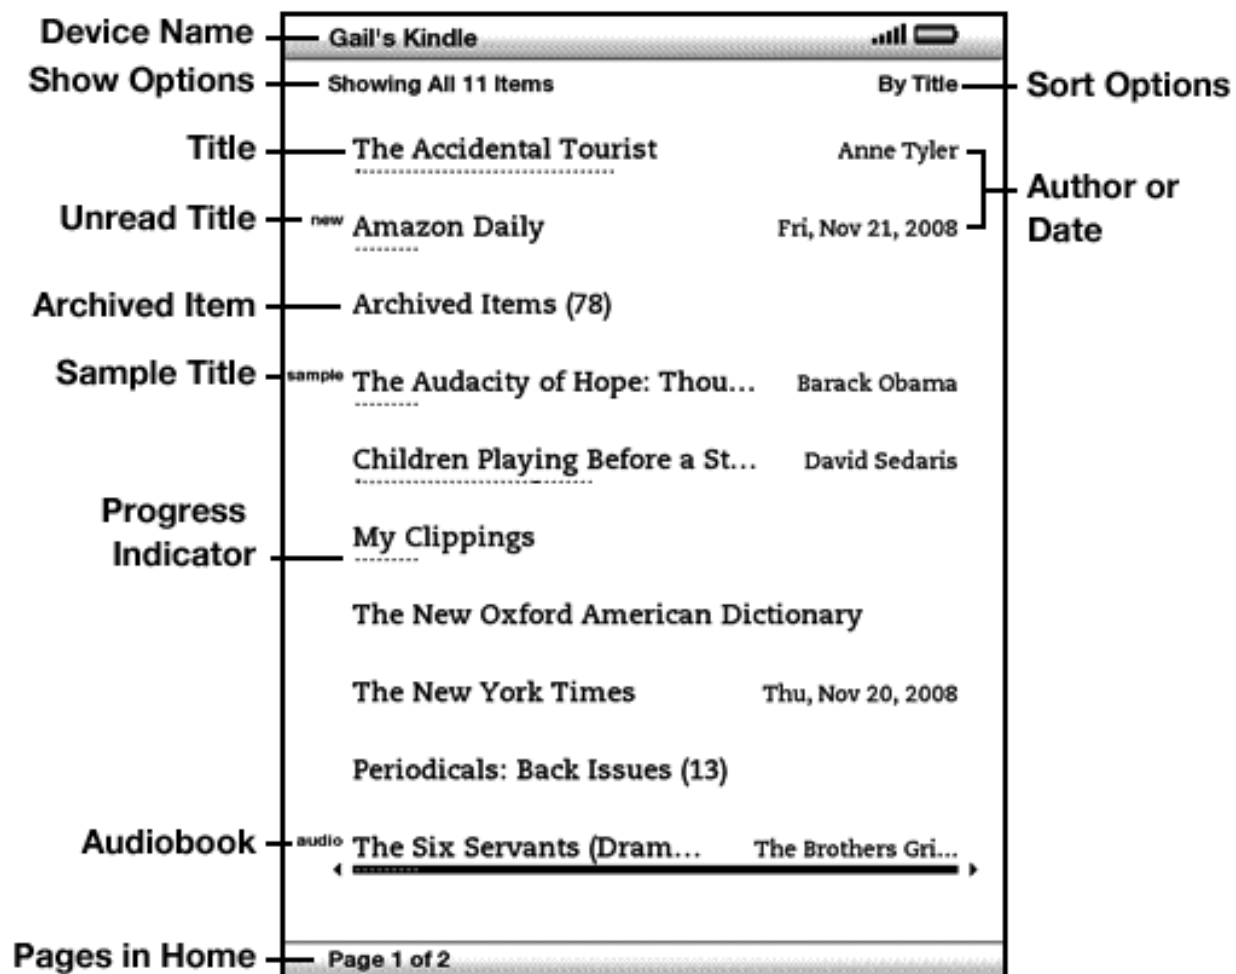 Device Name
Gail's Kindle
Show Options
Showing All 11 Items
By Title
Sort Options
Title
The Accidental Tourist
Anne Tyler
Author or
Date
Unread Title
new
Amazon Daily
Fri, Nov 21, 2008
Archived Item
Archived Items (78)
Sample Title
sample
The Audacity of Hope: Thou...
Barack Obama
Children Playing Before a St...
David Sedaris
Progress
Indicator
My Clippings
The New Oxford American Dictionary
The New York Times
Thu, Nov 20, 2008
Periodicals: Back Issues (13)
Audiobook
audio
The Six Servants (Dram...
The Brothers Gri...
Pages in Home
Page 1 of 2